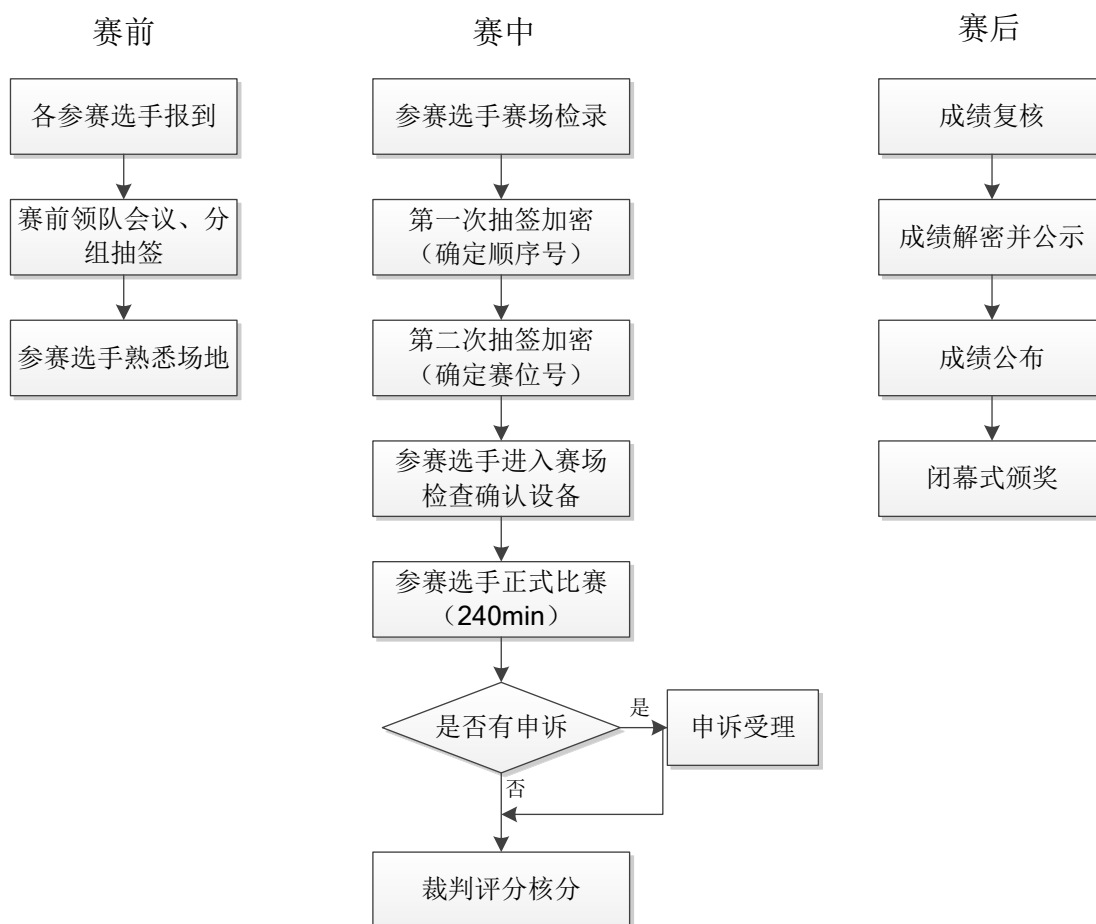 赛前
各参赛选手报到
赛前领队会议、分
组抽签
参赛选手熟悉场地
赛中
参赛选手赛场检录
第一次抽签加密
（确定顺序号）
第二次抽签加密
（确定赛位号）
参赛选手进入赛场
检查确认设备
参赛选手正式比赛
（240min）
是否有申诉
是
申诉受理
否
裁判评分核分
赛后
成绩复核
成绩解密并公示
成绩公布
闭幕式颁奖